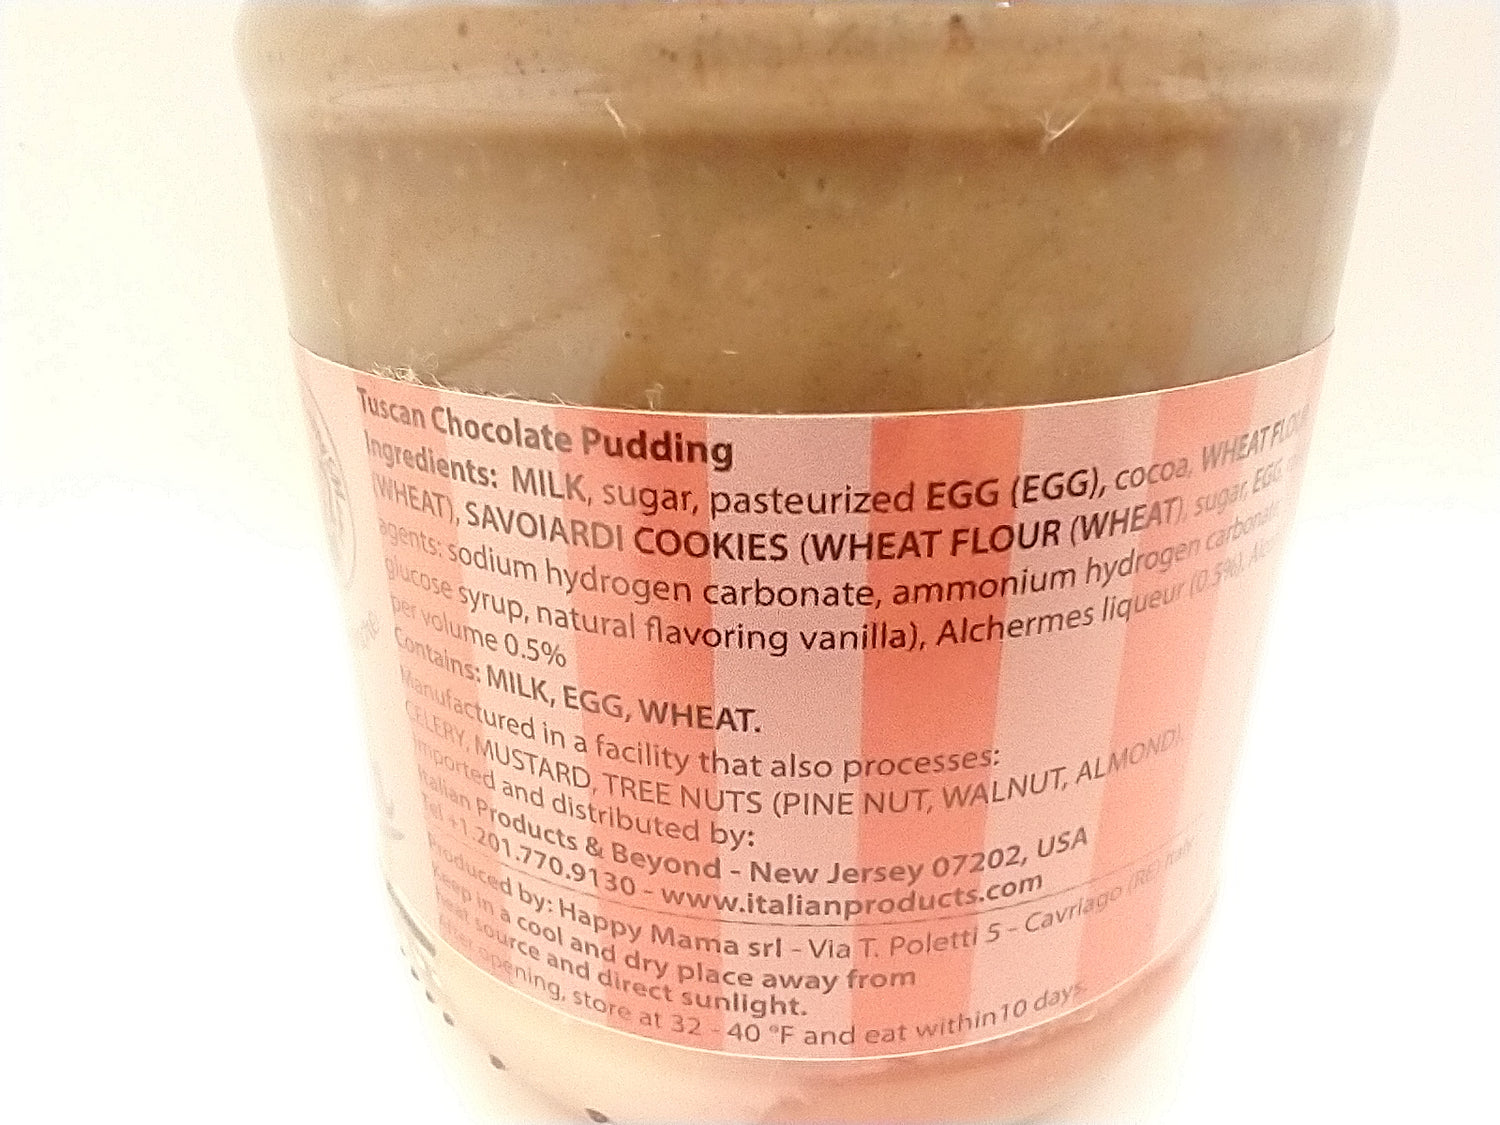 Tuscan Chocolate Pudding
Ingredients: MILK, sugar, pasteurized EGG (EGG), cocoa, WHEAT FLOUR
(WHEAT), SAVOIARDI COOKIES (WHEAT FLOUR (WHEAT), sugar, EGG,
agents: sodium hydrogen carbonate, ammonium hydrogen carbonate
glucose syrup, natural flavoring vanilla), Alchermes liqueur (0.5%),
per volume 0.5%
Contains: MILK, EGG, WHEAT.
Manufactured in a facility that also processes:
CELERY, MUSTARD, TREE NUTS (PINE NUT, WALNUT, ALMOND).
Imported and distributed by:
Italian Products & Beyond - New Jersey 07202, USA
Tel +1.201.770.9130 - www.italianproducts.com
Produced by: Happy Mama srl - Via T. Poletti 5 - Cavriago (RE) Italy
Keep in a cool and dry place away from
heat source and direct sunlight.
After opening, store at 32 - 40 °F and eat within10 days.